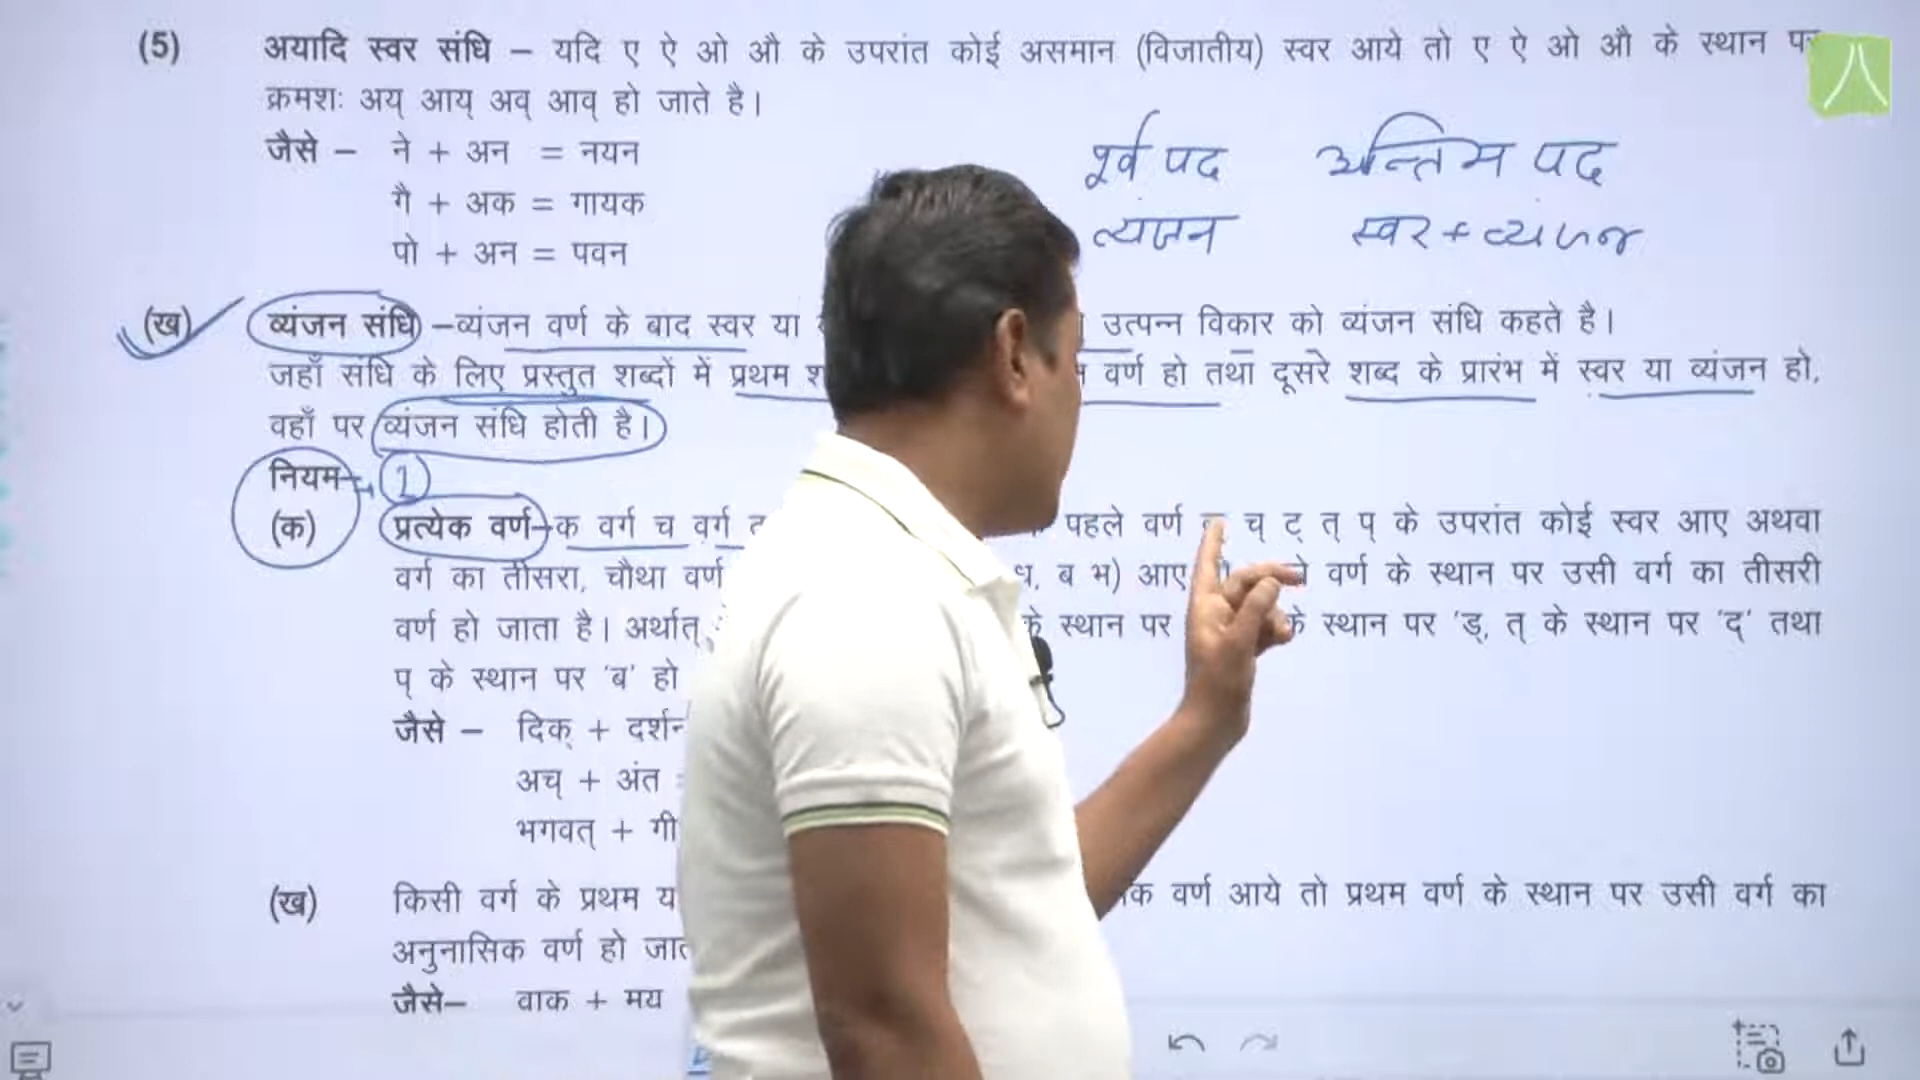 (5) अयादि स्वर संधि – यदि ए ऐ ओ औ के उपरांत कोई असमान (विजातीय) स्वर आये तो ए ऐ ओ औ के स्थान पर
क्रमशः अय् आय् अव् आव् हो जाते है।
जैसे – ने + अन = नयन
गै + अक = गायक
पो + अन = पवन
पूर्व पद अन्तिम पद
व्यंजन स्वर + व्यंजन
(ख) व्यंजन संधि –व्यंजन वर्ण के बाद स्वर या उत्पन्न विकार को व्यंजन संधि कहते है।
जहाँ संधि के लिए प्रस्तुत शब्दों में प्रथम वर्ण हो तथा दूसरे शब्द के प्रारंभ में स्वर या व्यंजन हो,
वहाँ पर व्यंजन संधि होती है।
नियम– 1
(क) प्रत्येक वर्ण–क वर्ग च वर्ग पहले वर्ण च् ट् त् प् के उपरांत कोई स्वर आए अथवा
वर्ग का तीसरा, चौथा वर्ण ब भ) आए वर्ण के स्थान पर उसी वर्ग का तीसरी
वर्ण हो जाता है। अर्थात् के स्थान पर के स्थान पर 'ड्, त् के स्थान पर 'द्' तथा
प् के स्थान पर 'ब' हो
जैसे – दिक् + दर्शन
अच् + अंत
भगवत् +
(ख) किसी वर्ग के प्रथम वर्ण आये तो प्रथम वर्ण के स्थान पर उसी वर्ग का
अनुनासिक वर्ण हो
जैसे– वाक + मय